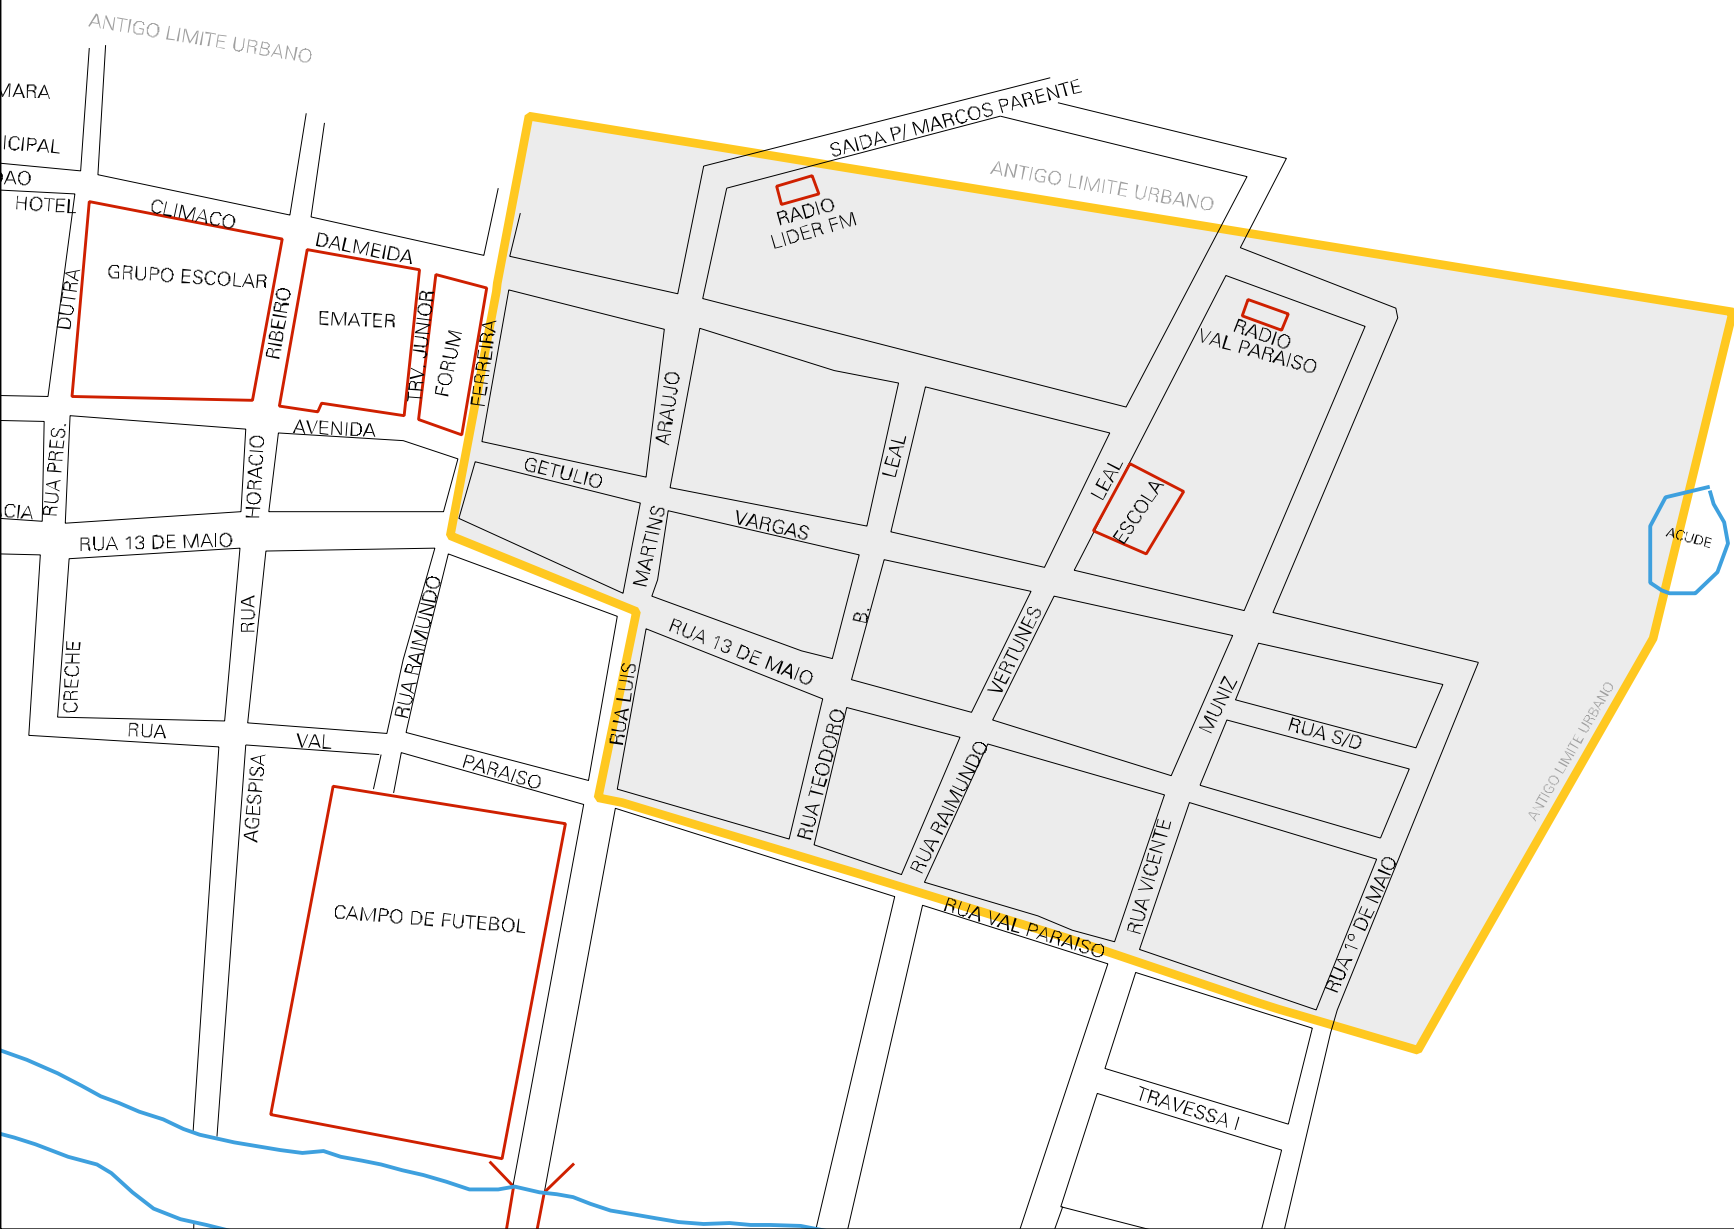 ANTIGO LIMITE URBANO
MARA
ICIPAL
DAO
HOTEL
CLIMACO
DALMEIDA
GRUPO ESCOLAR
DUTRA
RIBEIRO
EMATER
TRV. JUNIOR
FORUM
FERREIRA
AVENIDA
RUA PRES.
HORACIO
CIA
RUA 13 DE MAIO
CRECHE
RUA
RUA RAIMUNDO
RUA
VAL
PARAISO
AGESPISA
CAMPO DE FUTEBOL
SAIDA P/ MARCOS PARENTE
ANTIGO LIMITE URBANO
RADIO
LIDER FM
RADIO
VAL PARAISO
ARAUJO
LEAL
LEAL
ESCOLA
GETULIO
VARGAS
MARTINS
B.
RUA 13 DE MAIO
VERTUNES
RUA LUIS
RUA TEODORO
RUA RAIMUNDO
MUNIZ
RUA S/D
RUA VICENTE
RUA 1º DE MAIO
RUA VAL PARAISO
ACUDE
ANTIGO LIMITE URBANO
TRAVESSA I